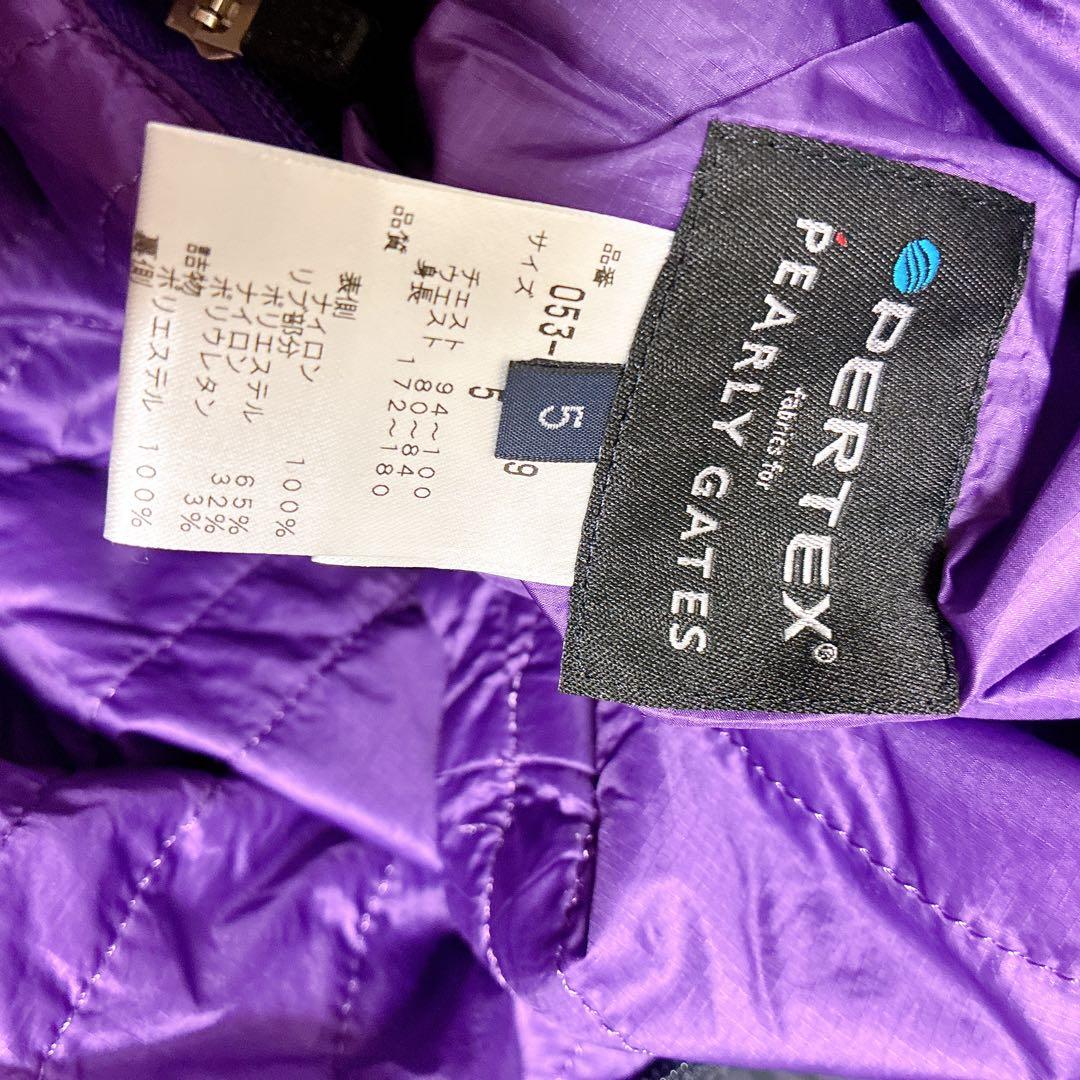 PERTEX®
fabrics for
PEARLY GATES
5
品番 053-
9
サイズ 5
チェスト 94〜100
ウエスト 80〜84
身長 172〜180
品質
表側
ナイロン 100%
リブ部分
ポリエステル 65%
ナイロン 32%
ポリウレタン 3%
詰物
ポリエステル 100%
裏側